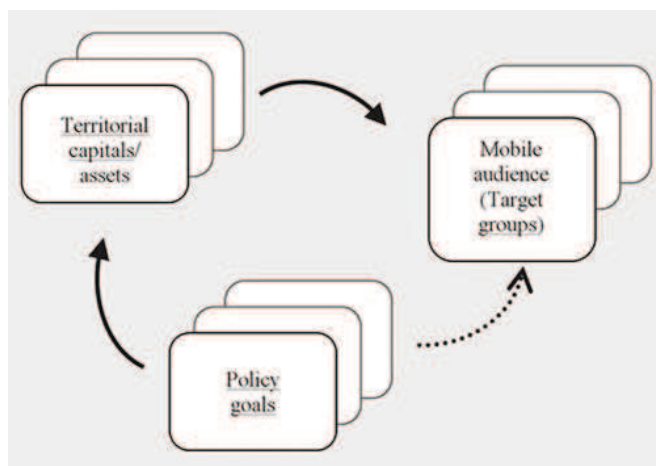 Territorial
capitals/
assets
Mobile
audience
(Target
groups)
Policy
goals